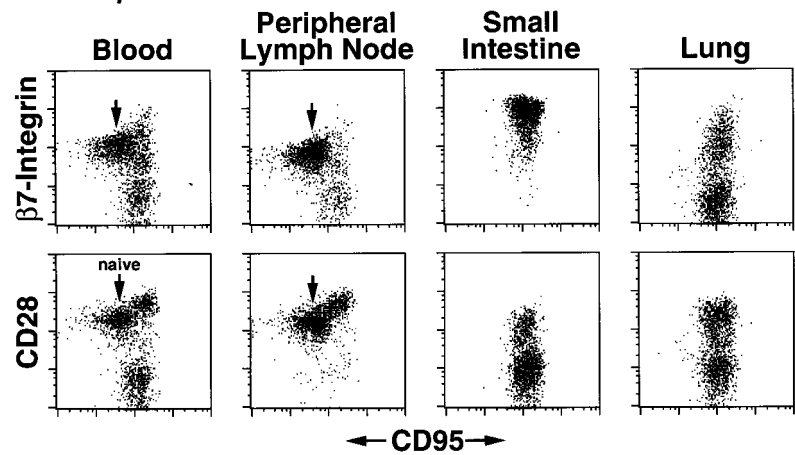 Peripheral Small
Blood Lymph Node Intestine Lung
β7-Integrin
naive
CD28
CD95